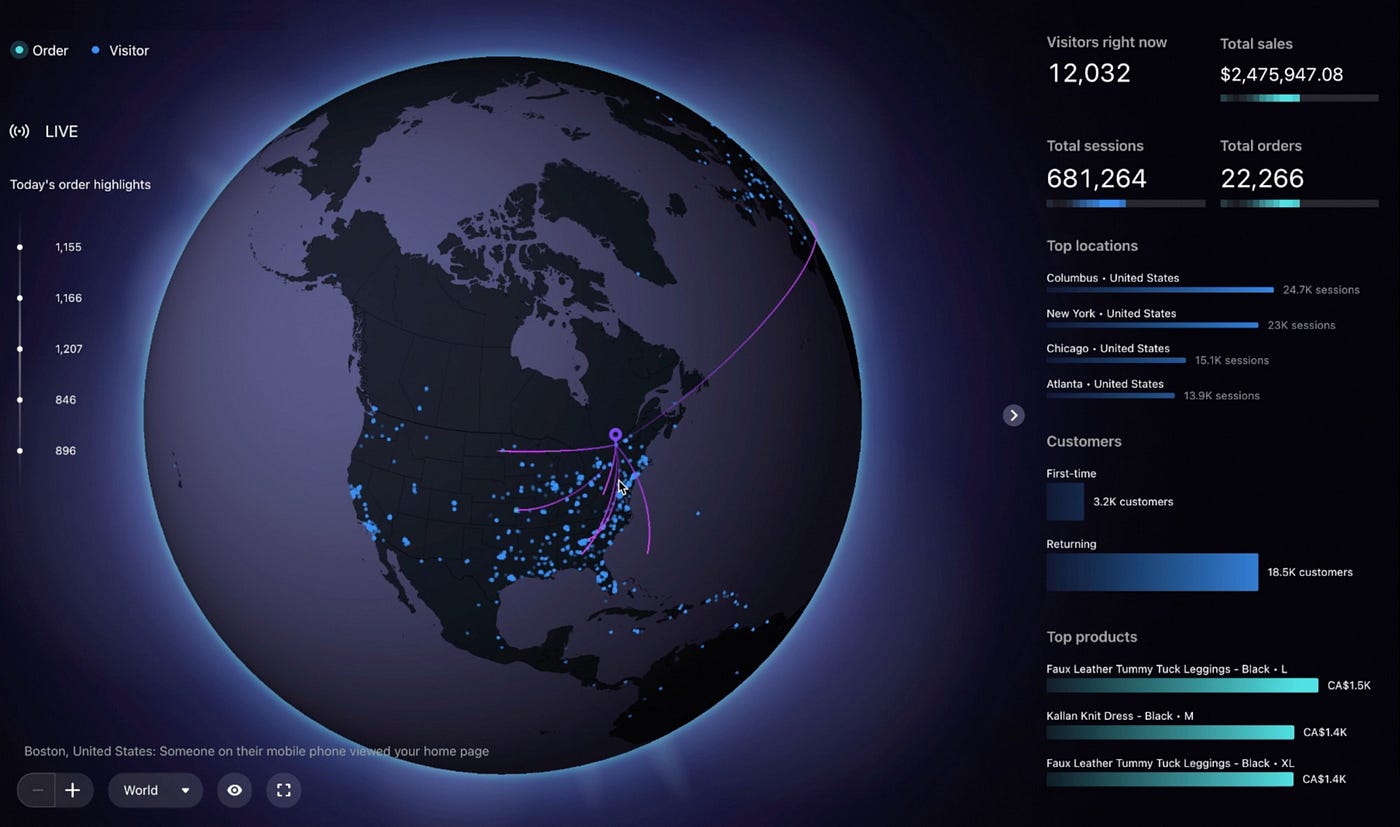 Order Visitor
LIVE
Today's order highlights
1,155
1,166
1,207
846
896
Boston, United States: Someone on their mobile phone viewed your home page
World
Visitors right now
12,032
Total sales
$2,475,947.08
Total sessions
681,264
Total orders
22,266
Top locations
Columbus • United States
24.7K sessions
New York • United States
23K sessions
Chicago • United States
15.1K sessions
Atlanta • United States
13.9K sessions
Customers
First-time
3.2K customers
Returning
18.5K customers
Top products
Faux Leather Tummy Tuck Leggings - Black • L
CA$1.5K
Kallan Knit Dress - Black • M
CA$1.4K
Faux Leather Tummy Tuck Leggings - Black • XL
CA$1.4K